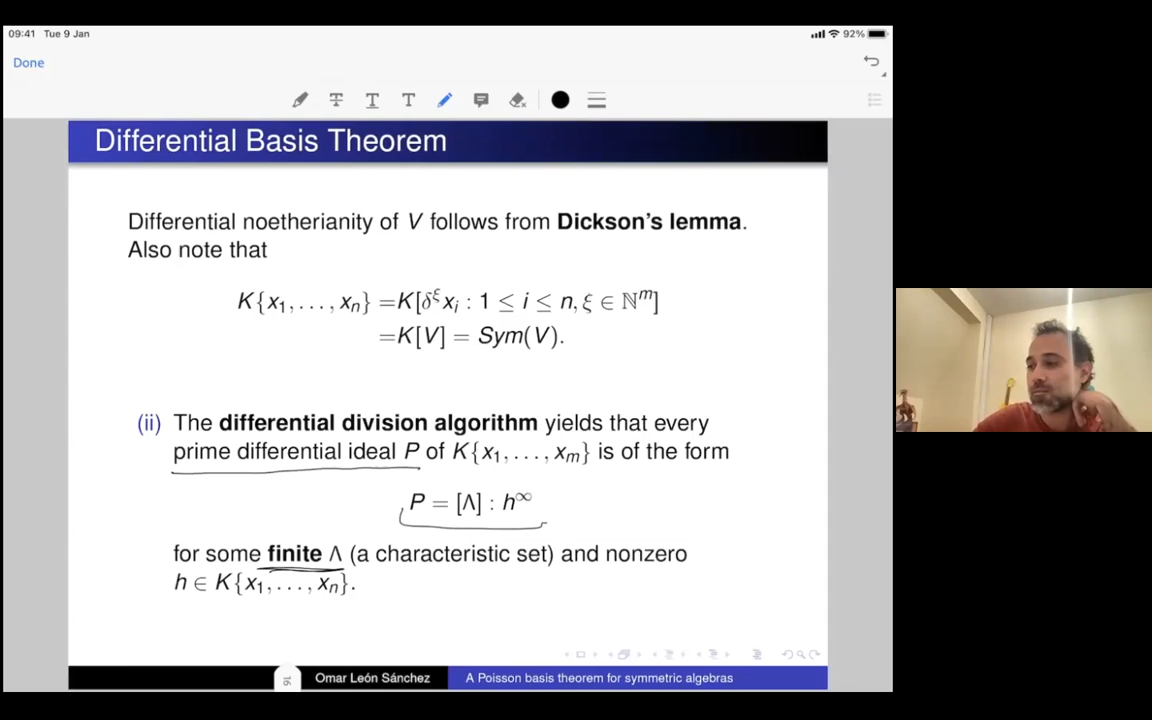 09:41 Tue 9 Jan
92%
Done
Differential Basis Theorem
Differential noetherianity of V follows from Dickson's lemma.
Also note that
K{x₁, . . . , xₙ} =K[δ^ξ xᵢ : 1 ≤ i ≤ n, ξ ∈ ℕᵐ]
=K[V] = Sym(V).
(ii) The differential division algorithm yields that every
prime differential ideal P of K{x₁, . . . , xₘ} is of the form
P = [Λ] : h^∞
for some finite Λ (a characteristic set) and nonzero
h ∈ K{x₁, . . . , xₙ}.
16
Omar León Sánchez
A Poisson basis theorem for symmetric algebras